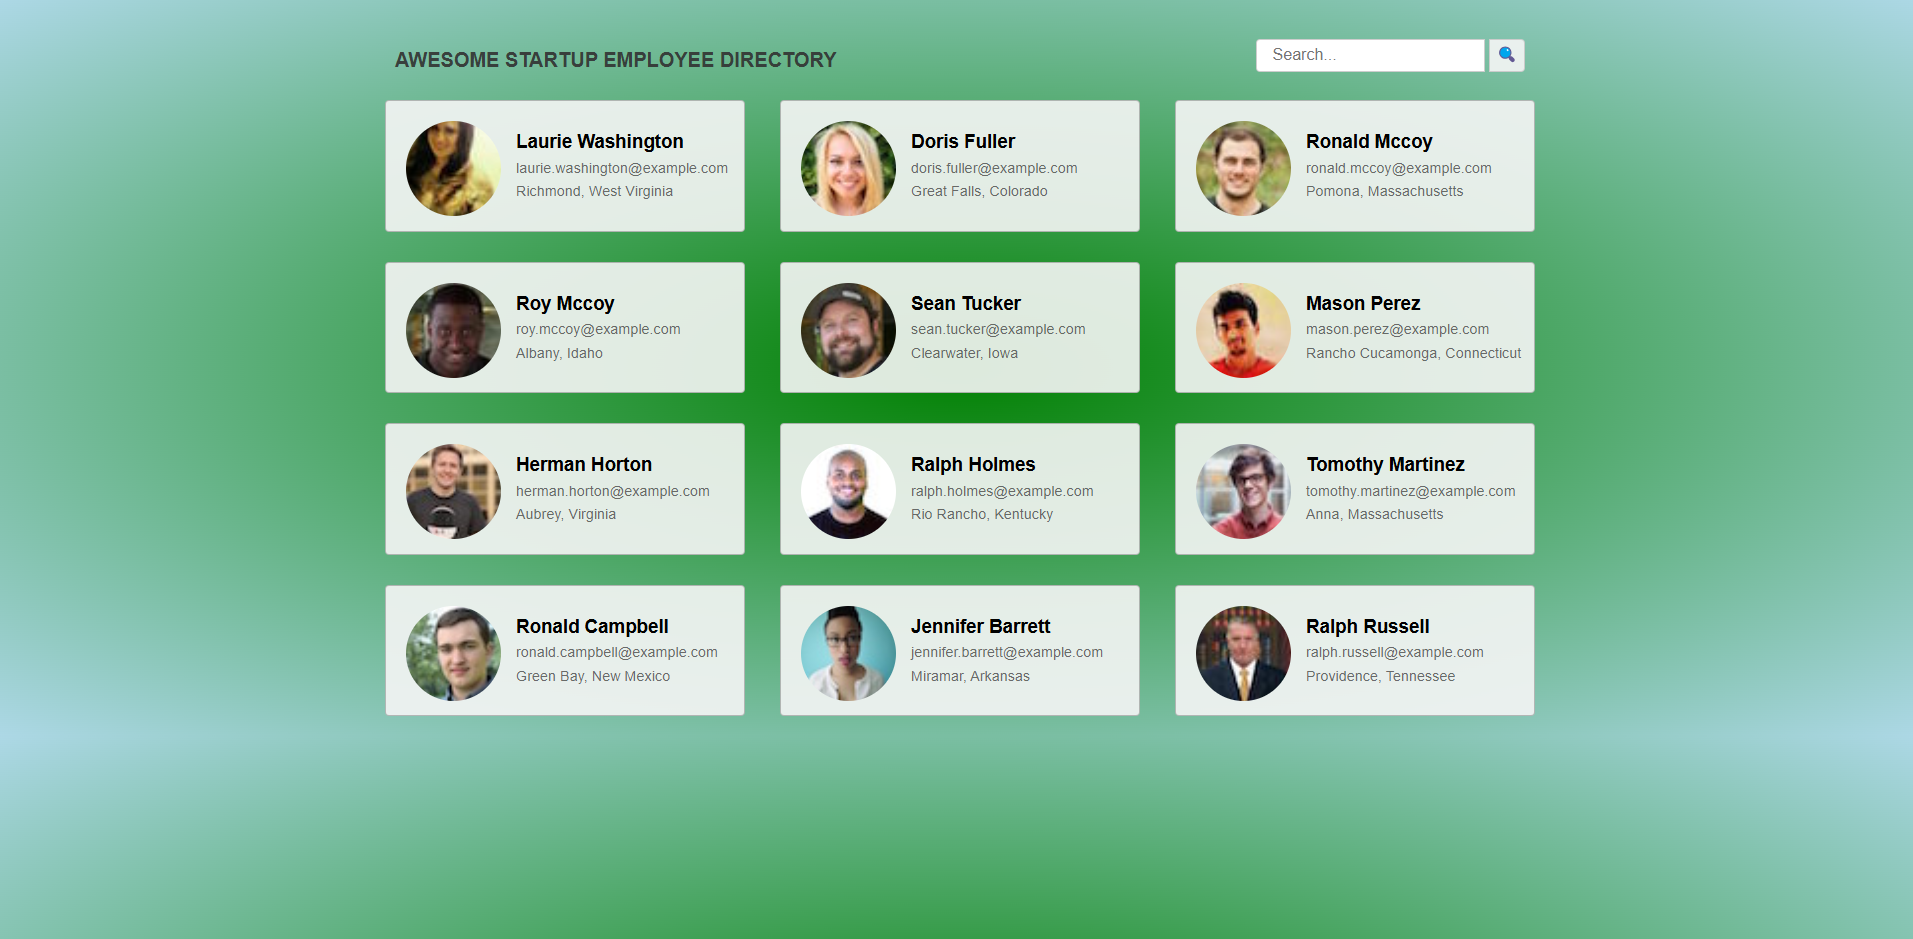 AWESOME STARTUP EMPLOYEE DIRECTORY
Search...
Laurie Washington
laurie.washington@example.com
Richmond, West Virginia
Doris Fuller
doris.fuller@example.com
Great Falls, Colorado
Ronald Mccoy
ronald.mccoy@example.com
Pomona, Massachusetts
Roy Mccoy
roy.mccoy@example.com
Albany, Idaho
Sean Tucker
sean.tucker@example.com
Clearwater, Iowa
Mason Perez
mason.perez@example.com
Rancho Cucamonga, Connecticut
Herman Horton
herman.horton@example.com
Aubrey, Virginia
Ralph Holmes
ralph.holmes@example.com
Rio Rancho, Kentucky
Tomothy Martinez
tomothy.martinez@example.com
Anna, Massachusetts
Ronald Campbell
ronald.campbell@example.com
Green Bay, New Mexico
Jennifer Barrett
jennifer.barrett@example.com
Miramar, Arkansas
Ralph Russell
ralph.russell@example.com
Providence, Tennessee